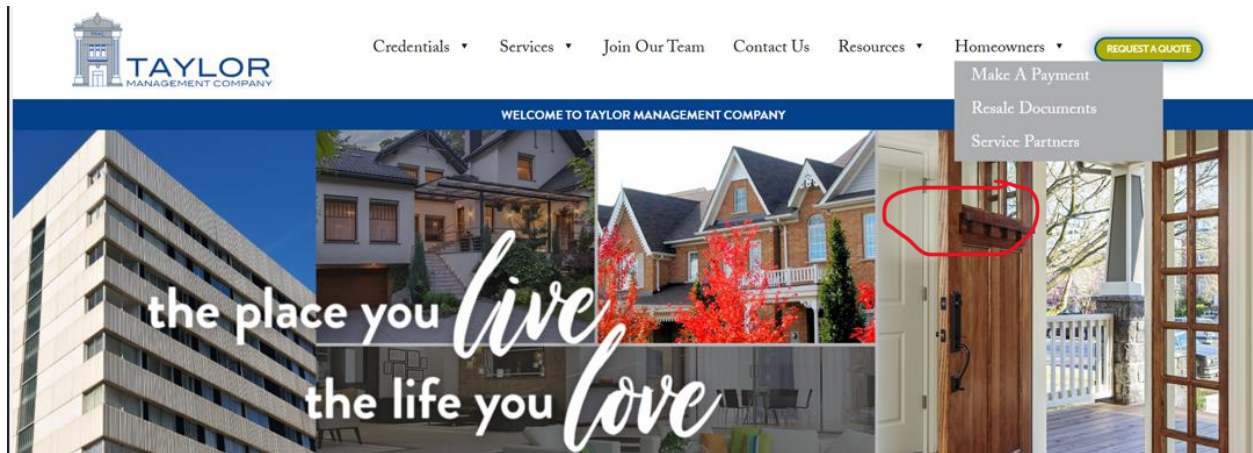 TAYLOR
MANAGEMENT COMPANY
Credentials ▾ Services ▾ Join Our Team Contact Us Resources ▾ Homeowners ▾ REQUEST A QUOTE
Make A Payment
Resale Documents
Service Partners
WELCOME TO TAYLOR MANAGEMENT COMPANY
the place you live
the life you love